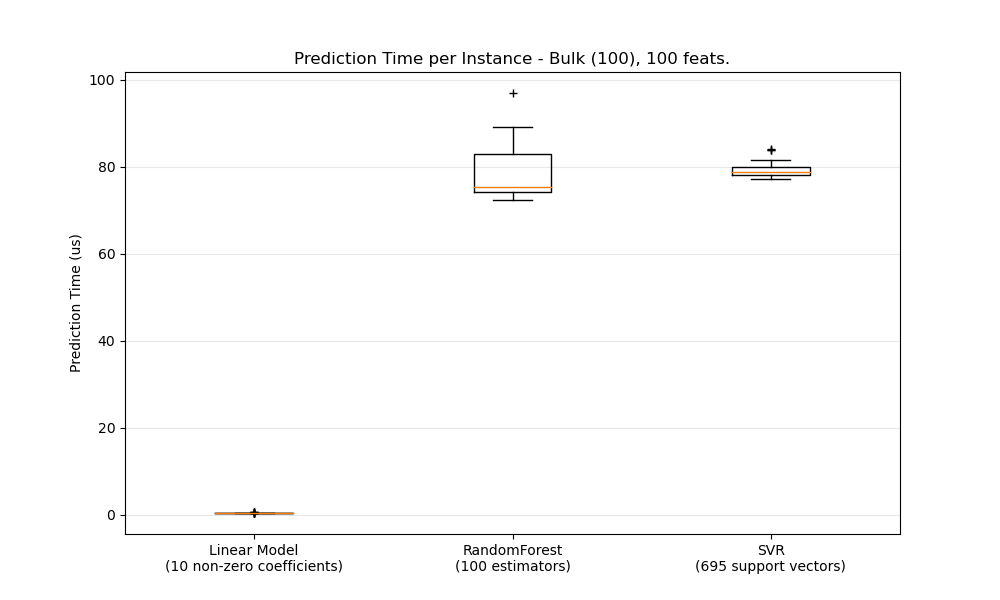 Prediction Time per Instance - Bulk (100), 100 feats.
100
80
60
40
20
0
Prediction Time (us)
Linear Model
(10 non-zero coefficients)
RandomForest
(100 estimators)
SVR
(695 support vectors)